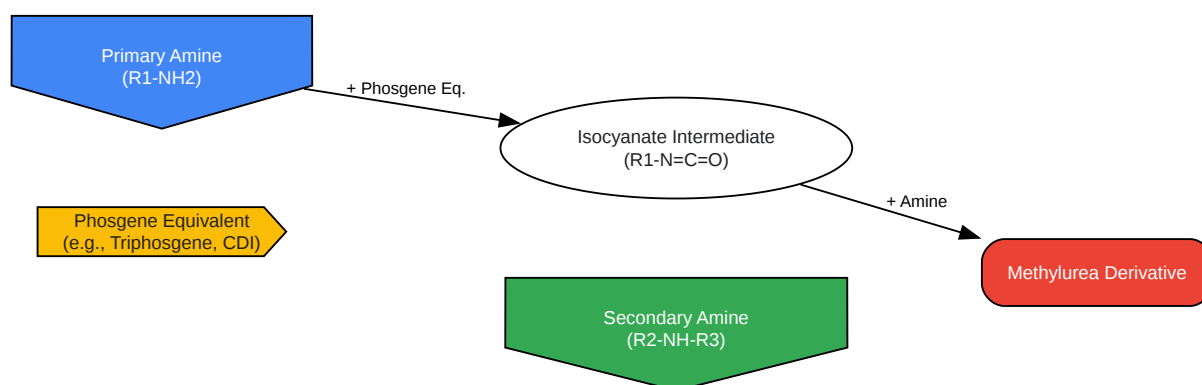 Primary Amine
(R1-NH2)
+ Phosgene Eq.
Isocyanate Intermediate
(R1-N=C=O)
+ Amine
Phosgene Equivalent
(e.g., Triphosgene, CDI)
Methylurea Derivative
Secondary Amine
(R2-NH-R3)